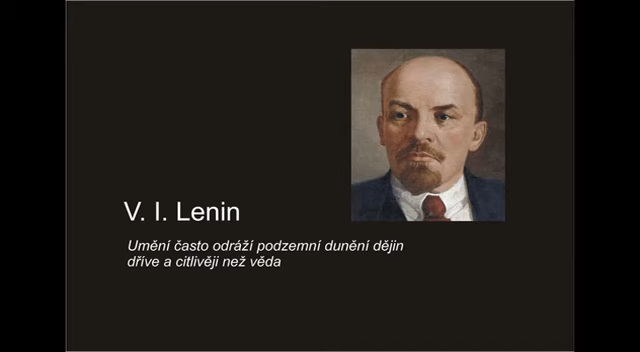 V. I. Lenin
Umění často odráží podzemní dunění dějin
dříve a citlivěji než věda